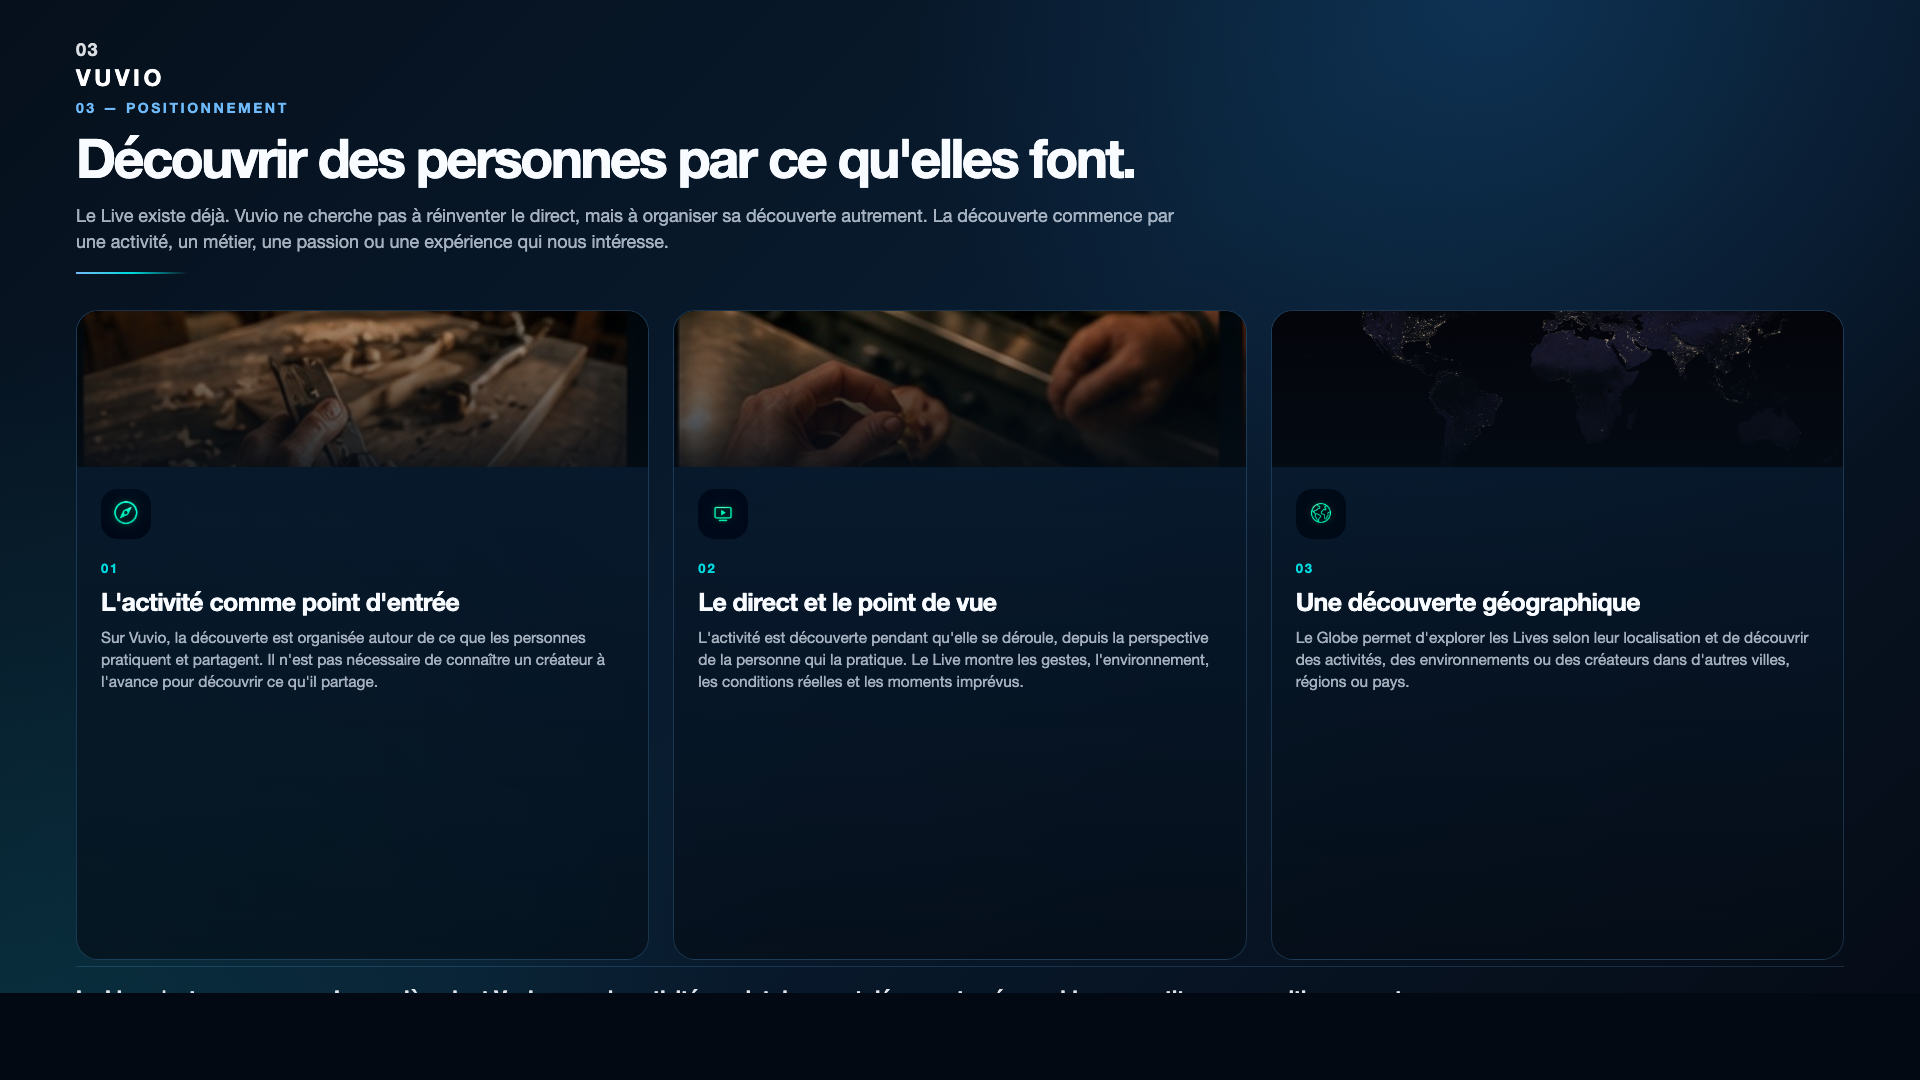 03
VUVIO
03 — POSITIONNEMENT
Découvrir des personnes par ce qu'elles font.
Le Live existe déjà. Vuvio ne cherche pas à réinventer le direct, mais à organiser sa découverte autrement. La découverte commence par
une activité, un métier, une passion ou une expérience qui nous intéresse.
01
L'activité comme point d'entrée
Sur Vuvio, la découverte est organisée autour de ce que les personnes
pratiquent et partagent. Il n'est pas nécessaire de connaître un créateur à
l'avance pour découvrir ce qu'il partage.
02
Le direct et le point de vue
L'activité est découverte pendant qu'elle se déroule, depuis la perspective
de la personne qui la pratique. Le Live montre les gestes, l'environnement,
les conditions réelles et les moments imprévus.
03
Une découverte géographique
Le Globe permet d'explorer les Lives selon leur localisation et de découvrir
des activités, des environnements ou des créateurs dans d'autres villes,
régions ou pays.